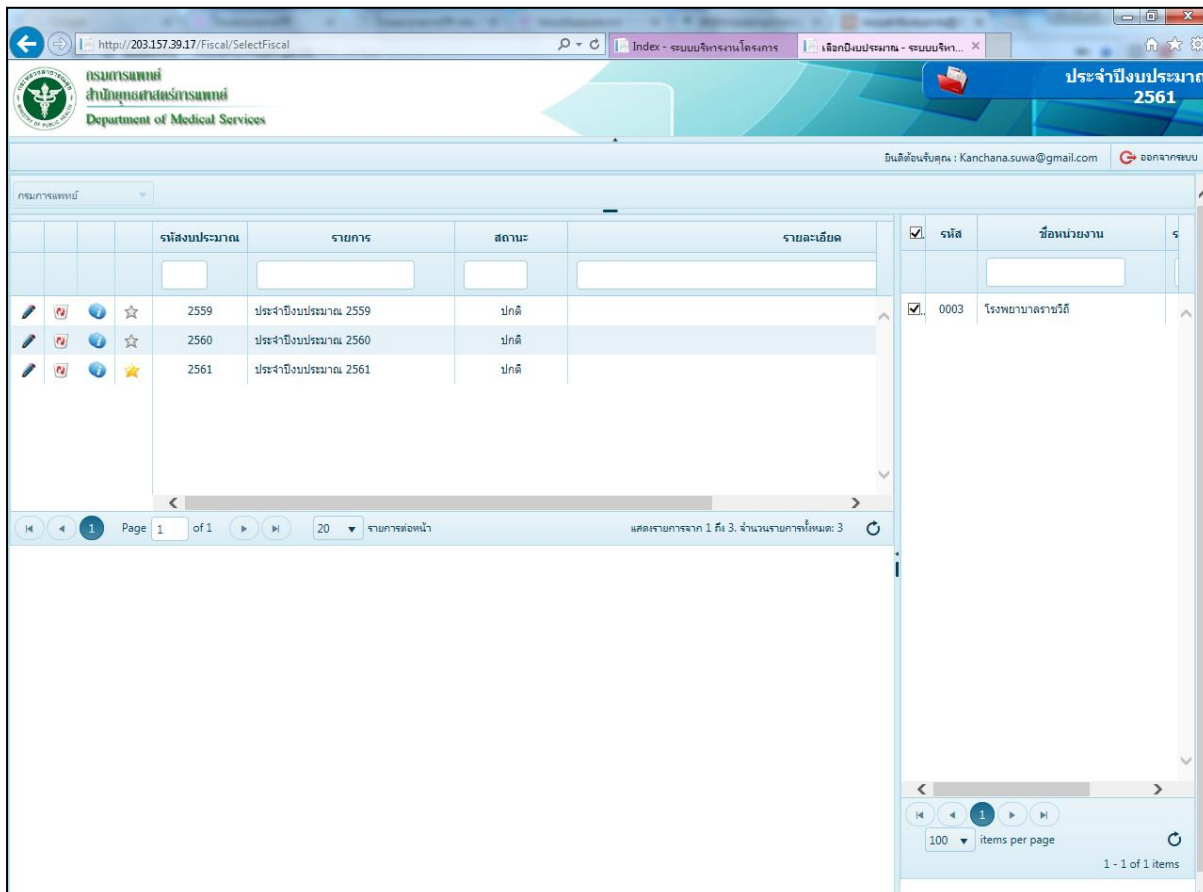 http://203.157.39.17/Fiscal/SelectFiscal
Index - ระบบบริหารงานโครงการ
เลือกปีงบประมาณ - ระบบบริหา...
กรมการแพทย์
สำนักยุทธศาสตร์การแพทย์
Department of Medical Services
ประจำปีงบประมาณ
2561
ยินดีต้อนรับคุณ : Kanchana.suwa@gmail.com
ออกจากระบบ
กรมการแพทย์
รหัสงบประมาณ รายการ สถานะ รายละเอียด
2559 ประจำปีงบประมาณ 2559 ปกติ
2560 ประจำปีงบประมาณ 2560 ปกติ
2561 ประจำปีงบประมาณ 2561 ปกติ
1 Page 1 of 1 20 รายการต่อหน้า แสดงรายการจาก 1 ถึง 3. จำนวนรายการทั้งหมด: 3
รหัส ชื่อหน่วยงาน ร
0003 โรงพยาบาลราชวิถี
1
100 items per page
1 - 1 of 1 items